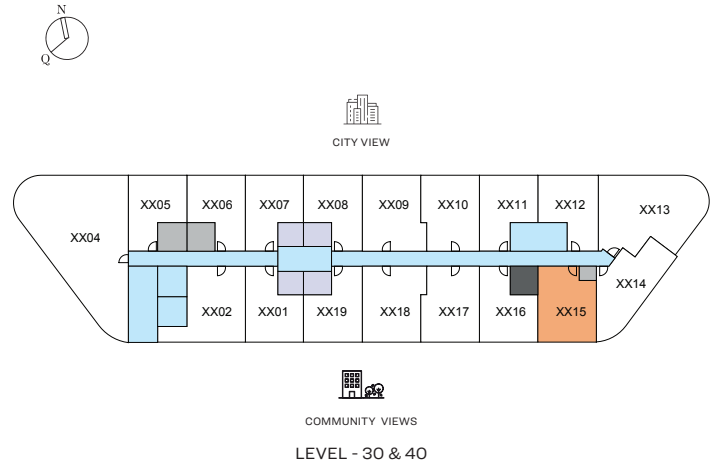 N
Q
CITY VIEW
XX05 XX06 XX07 XX08 XX09 XX10 XX11 XX12 XX13
XX04
XX14
XX02 XX01 XX19 XX18 XX17 XX16 XX15
COMMUNITY VIEWS
LEVEL - 30 & 40